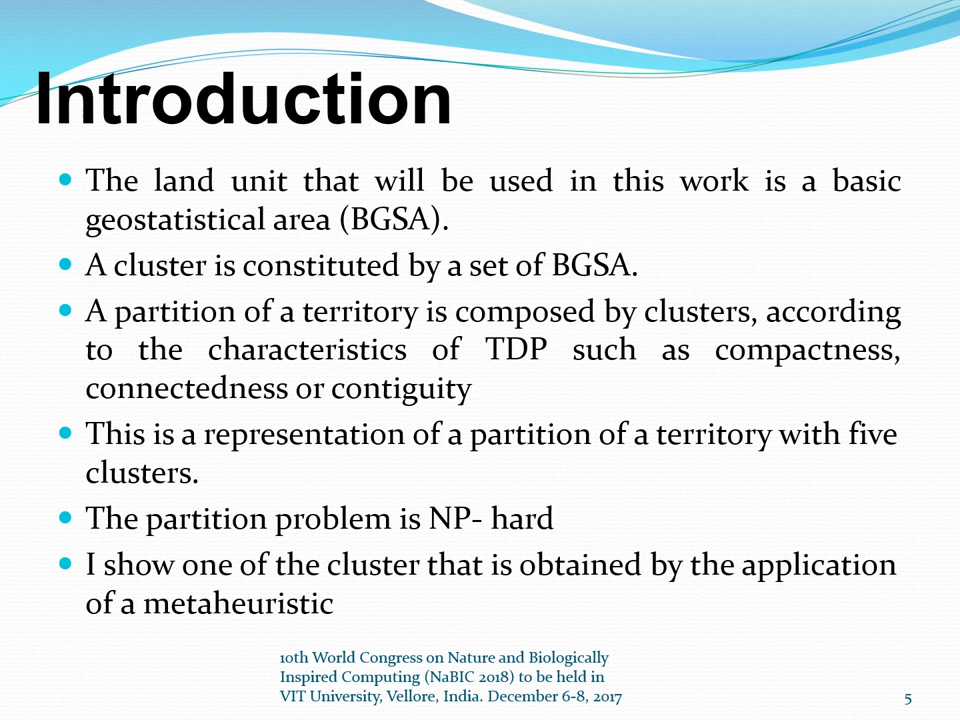 Introduction
The land unit that will be used in this work is a basic
geostatistical area (BGSA).
A cluster is constituted by a set of BGSA.
A partition of a territory is composed by clusters, according
to the characteristics of TDP such as compactness,
connectedness or contiguity
This is a representation of a partition of a territory with five
clusters.
The partition problem is NP- hard
I show one of the cluster that is obtained by the application
of a metaheuristic
10th World Congress on Nature and Biologically
Inspired Computing (NaBIC 2018) to be held in
VIT University, Vellore, India. December 6-8, 2017
5